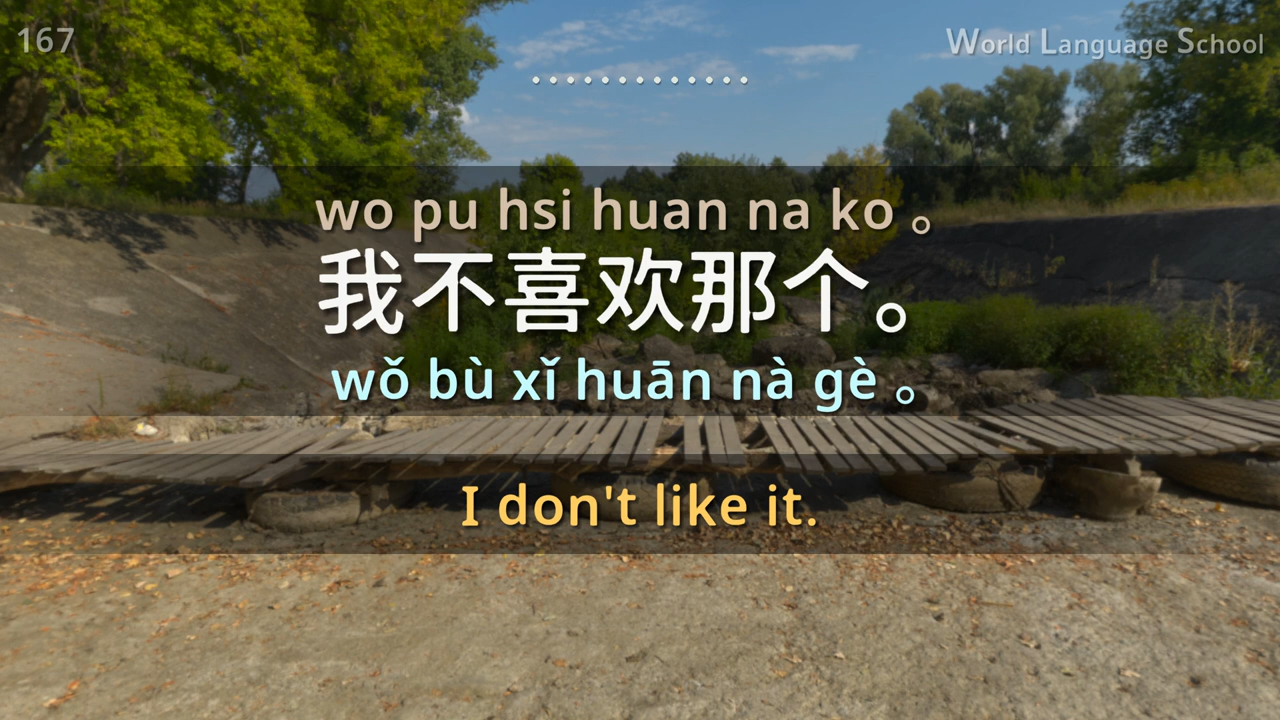 167
World Language School
wo pu hsi huan na ko 。
我不喜欢那个。
wǒ bù xǐ huān nà gè 。
I don't like it.